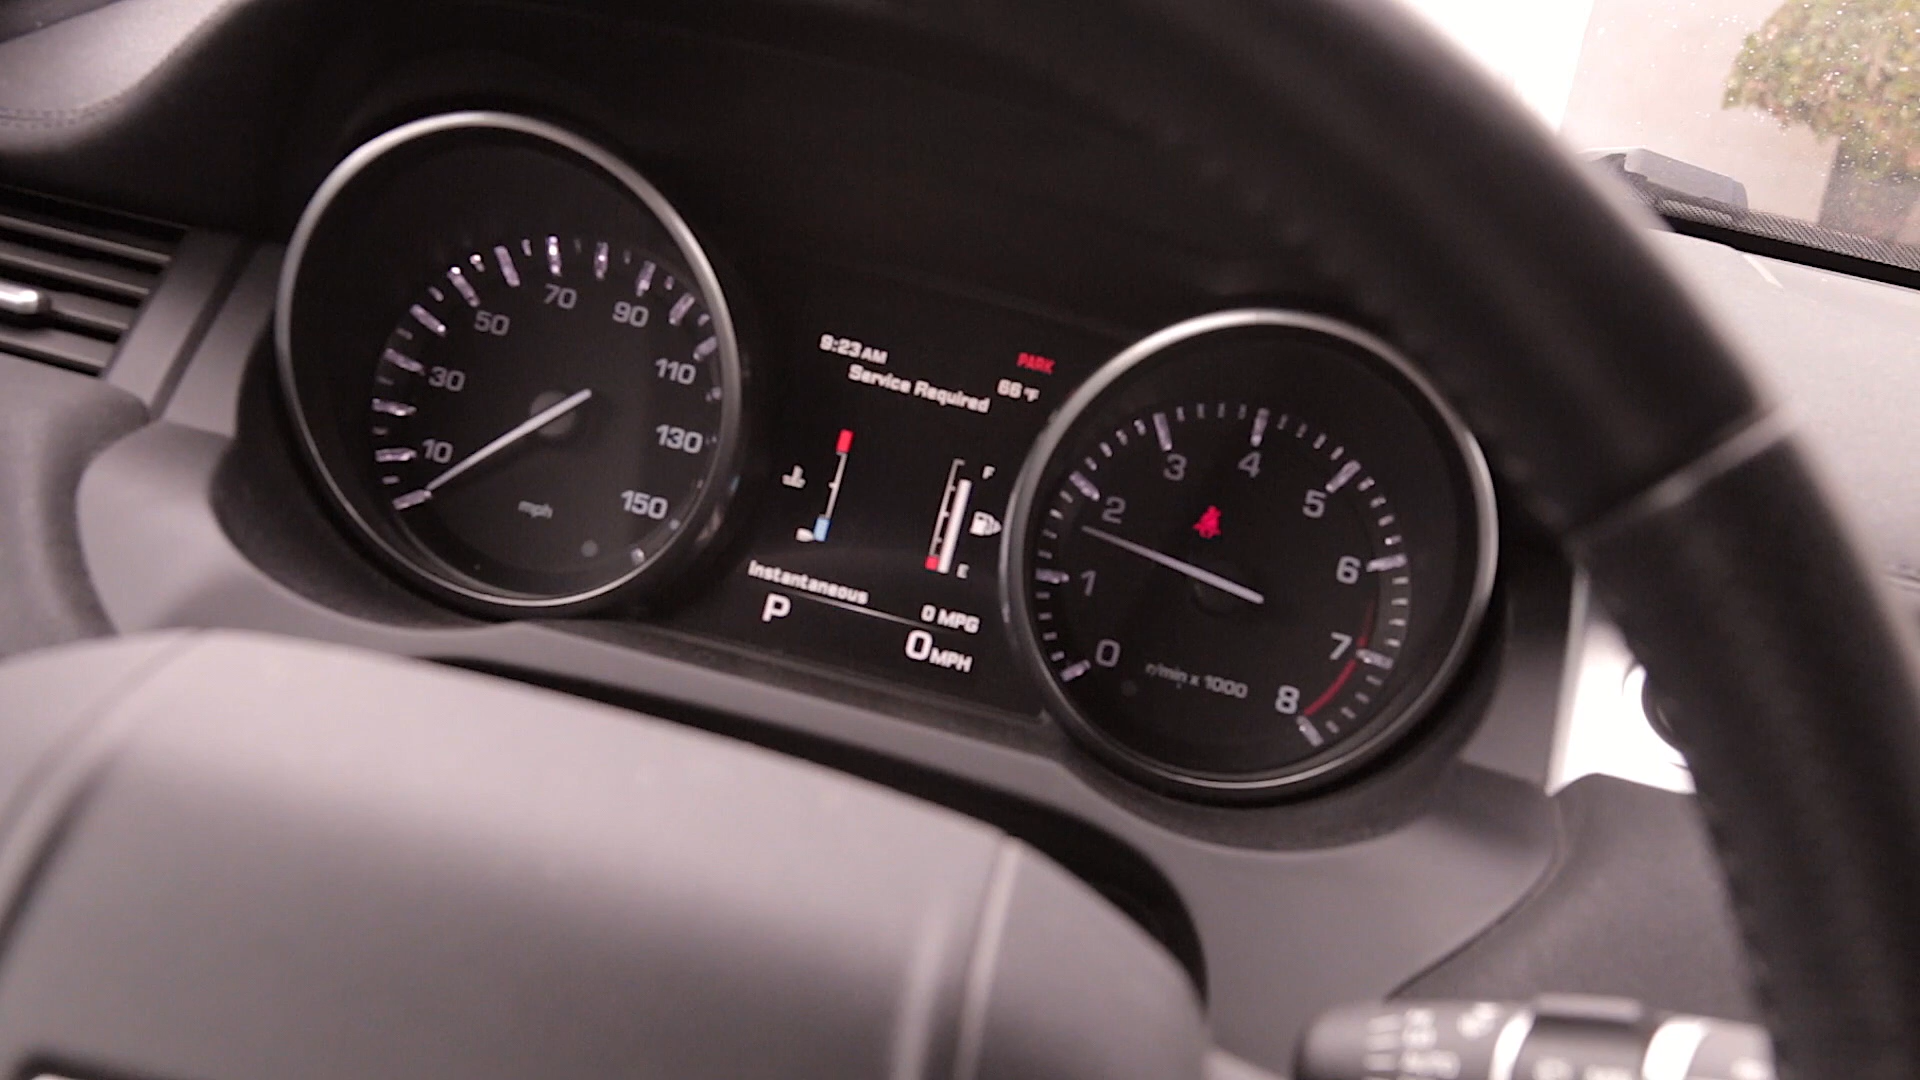 10
30
50
70
90
110
130
150
mph
9:23 AM
PARK
Service Required
66 °F
F
E
Instantaneous
0 MPG
P
0 MPH
0
1
2
3
4
5
6
7
8
r/min x 1000
AUTO